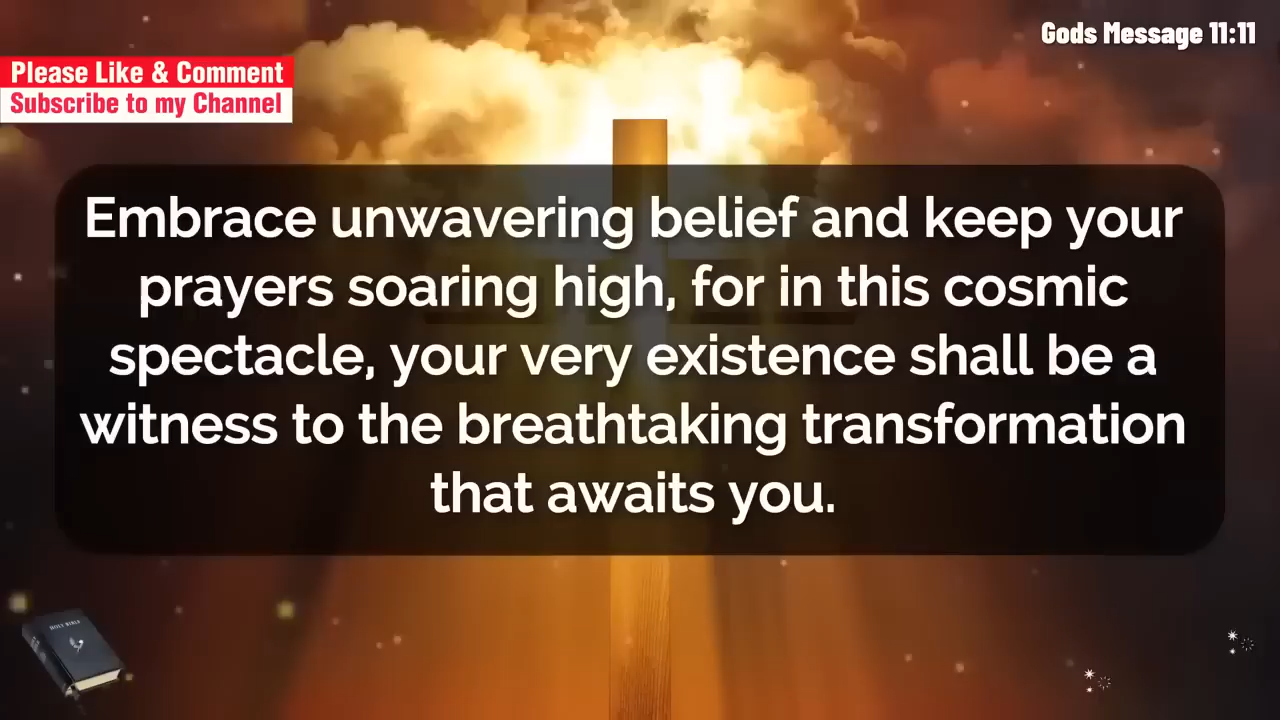 Gods Message 11:11
Please Like & Comment
Subscribe to my Channel
Embrace unwavering belief and keep your
prayers soaring high, for in this cosmic
spectacle, your very existence shall be a
witness to the breathtaking transformation
that awaits you.
HOLY BIBLE